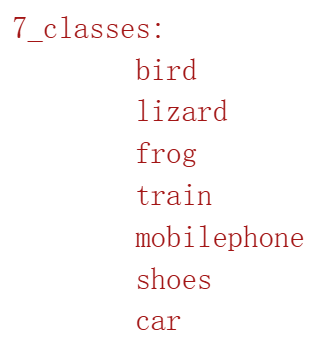 7_classes:
bird
lizard
frog
train
mobilephone
shoes
car